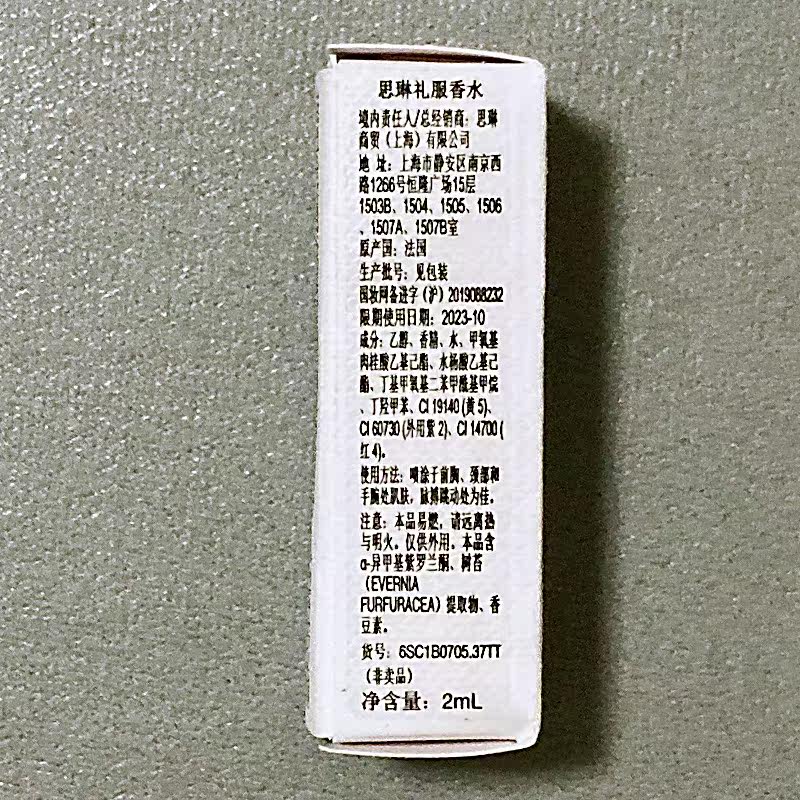 思琳礼服香水
境内责任人/总经销商：思琳
商贸（上海）有限公司
地 址：上海市静安区南京西
路1266号恒隆广场15层
1503B、1504、1505、1506
、1507A、1507B室
原产国：法国
生产批号：见包装
国妆网备进字（沪）2019088232
限期使用日期：2023-10
成分：乙醇、香精、水、甲氧基
肉桂酸乙基己酯、水杨酸乙基己
酯、丁基甲氧基二苯甲酰基甲烷
、丁羟甲苯、CI 19140 (黄 5)、
CI 60730 (外用紫 2)、CI 14700 (
红 4)。
使用方法：喷涂于前胸、颈部和
手腕处肌肤，脉搏跳动处为佳。
注意：本品易燃，请远离热
与明火。仅供外用。本品含
α-异甲基紫罗兰酮、树苔
（EVERNIA
FURFURACEA）提取物、香
豆素。
货号：6SC1B0705.37TT
（非卖品）
净含量：2mL